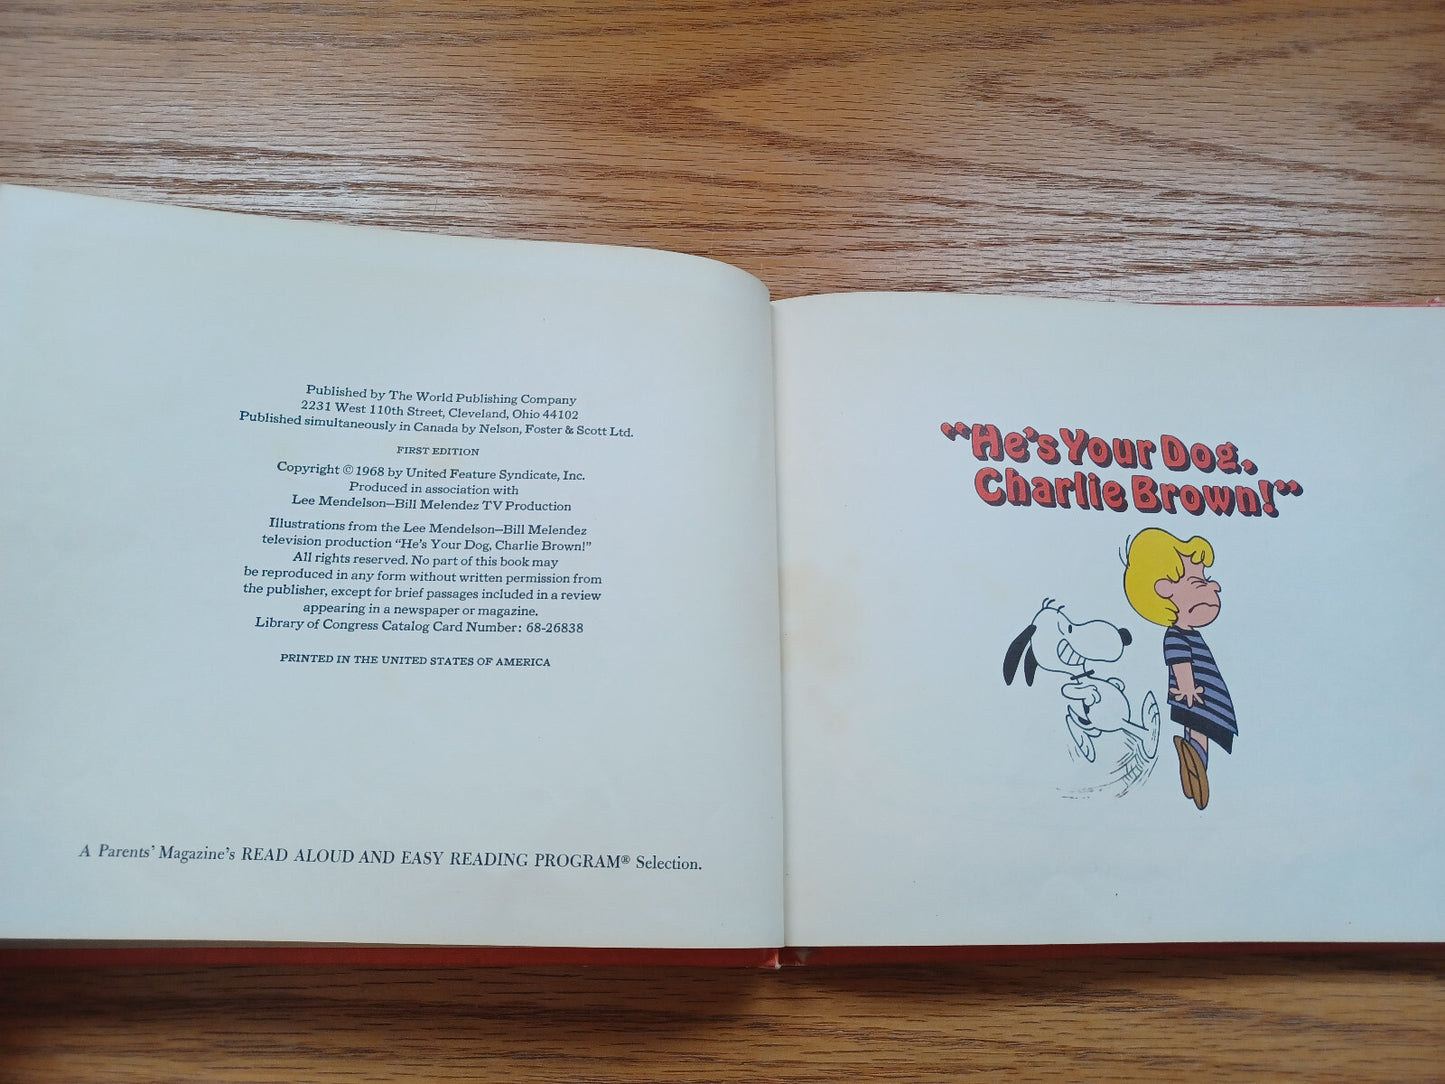 Published by The World Publishing Company
2231 West 110th Street, Cleveland, Ohio 44102
Published simultaneously in Canada by Nelson, Foster & Scott Ltd.
FIRST EDITION
Copyright © 1968 by United Feature Syndicate, Inc.
Produced in association with
Lee Mendelson—Bill Melendez TV Production
Illustrations from the Lee Mendelson—Bill Melendez
television production “He's Your Dog, Charlie Brown!”
All rights reserved. No part of this book may
be reproduced in any form without written permission from
the publisher, except for brief passages included in a review
appearing in a newspaper or magazine.
Library of Congress Catalog Card Number: 68-26838
PRINTED IN THE UNITED STATES OF AMERICA
A Parents' Magazine's READ ALOUD AND EASY READING PROGRAM® Selection.
“He's Your Dog,
Charlie Brown!”